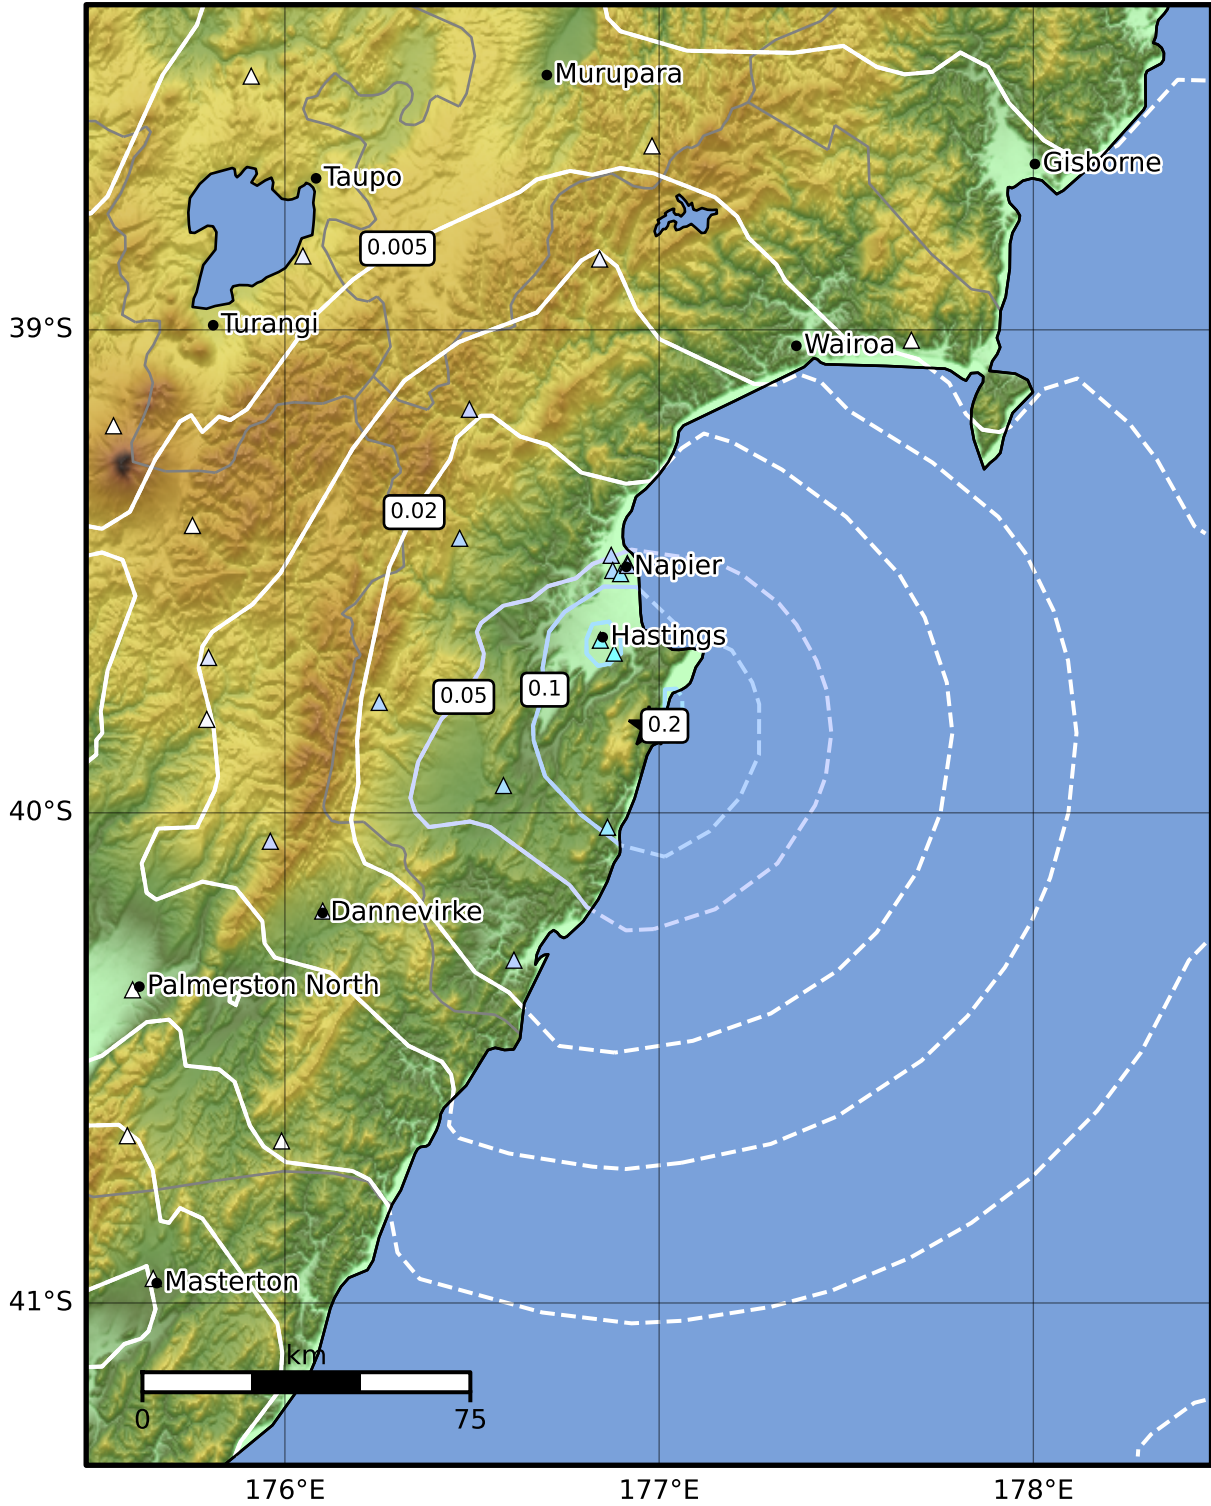 Murupara
Gisborne
Taupo
0.005
Turangi
39°S
Wairoa
0.02
Napier
Hastings
0.05
0.1
0.2
40°S
Dannevirke
Palmerston North
Masterton
41°S
km
0
75
176°E
177°E
178°E